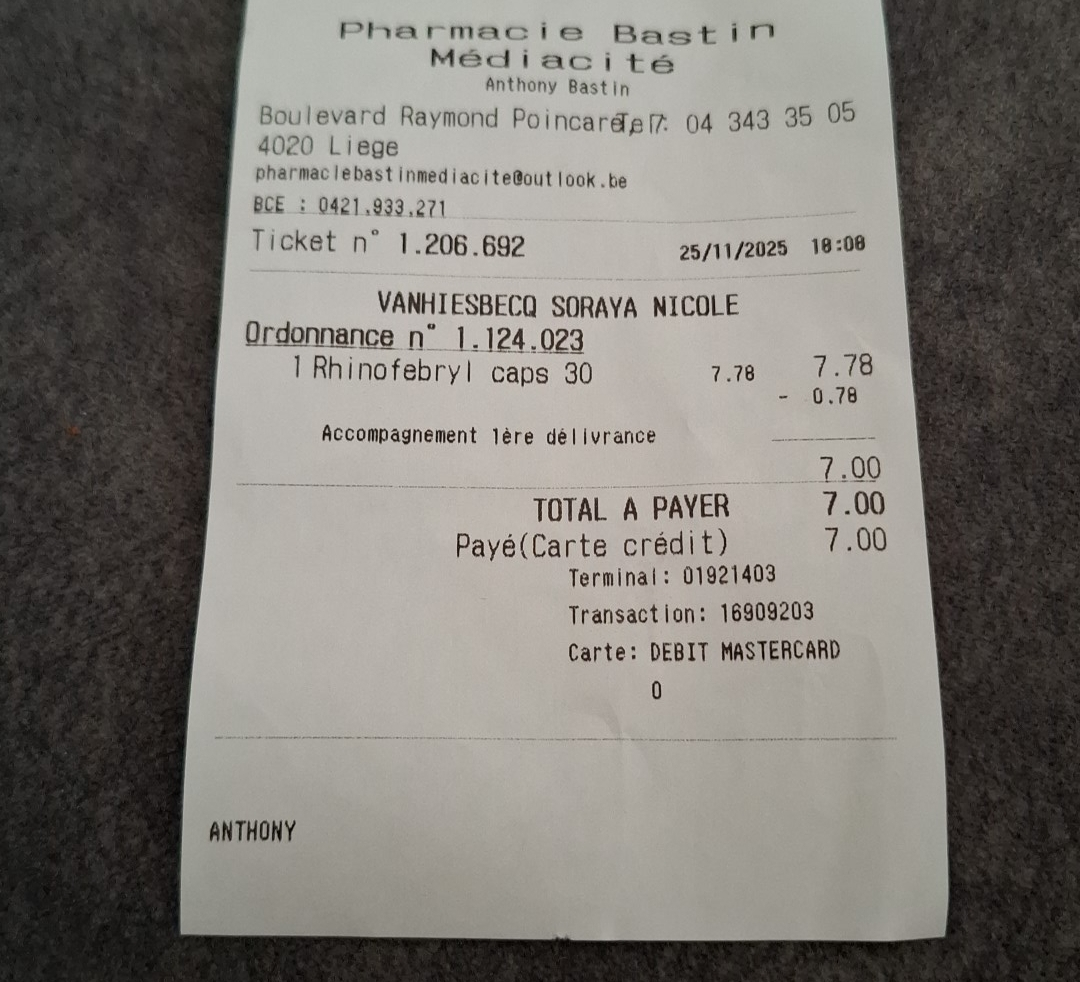 Pharmacie Bastin
Médiacité
Anthony Bastin
Boulevard Raymond Poincaré, 7 Tel : 04 343 35 05
4020 Liege
pharmaciebastinmediacite@outlook.be
BCE : 0421.933.271
Ticket n° 1.206.692 25/11/2025 18:08
VANHIESBECQ SORAYA NICOLE
Ordonnance n° 1.124.023
1 Rhinofebryl caps 30 7.78 7.78
- 0.78
Accompagnement 1ère délivrance
7.00
TOTAL A PAYER 7.00
Payé(Carte crédit) 7.00
Terminal: 01921403
Transaction: 16909203
Carte: DEBIT MASTERCARD
0
ANTHONY